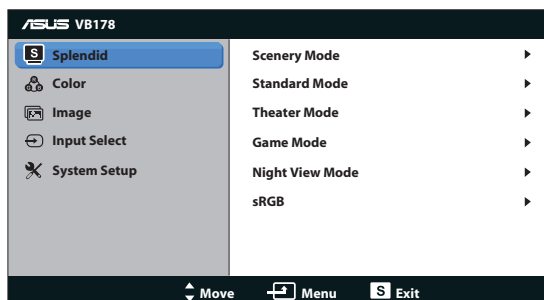 ASUS VB178
S Splendid
Color
Image
Input Select
System Setup
Scenery Mode
Standard Mode
Theater Mode
Game Mode
Night View Mode
sRGB
Move Menu S Exit